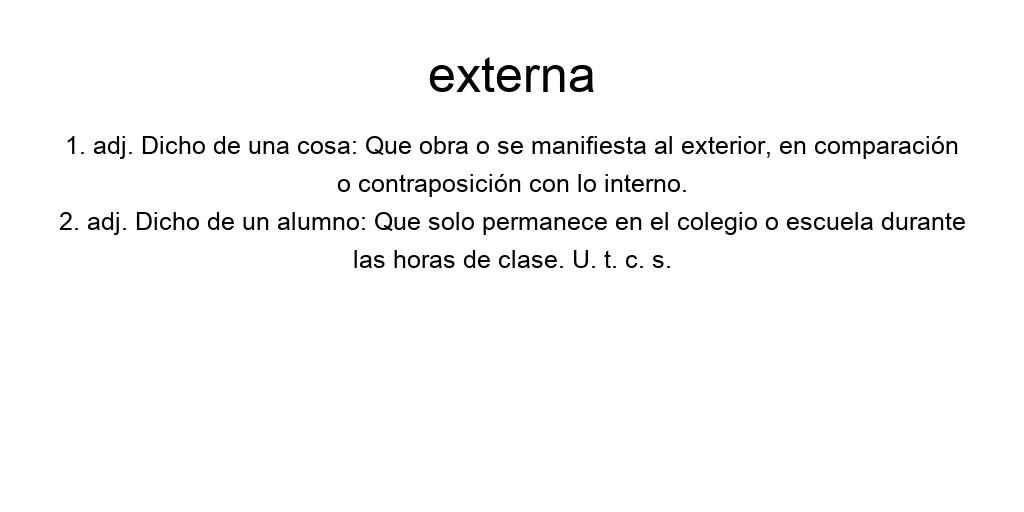 externa
1. adj. Dicho de una cosa: Que obra o se manifiesta al exterior, en comparación
o contraposición con lo interno.
2. adj. Dicho de un alumno: Que solo permanece en el colegio o escuela durante
las horas de clase. U. t. c. s.